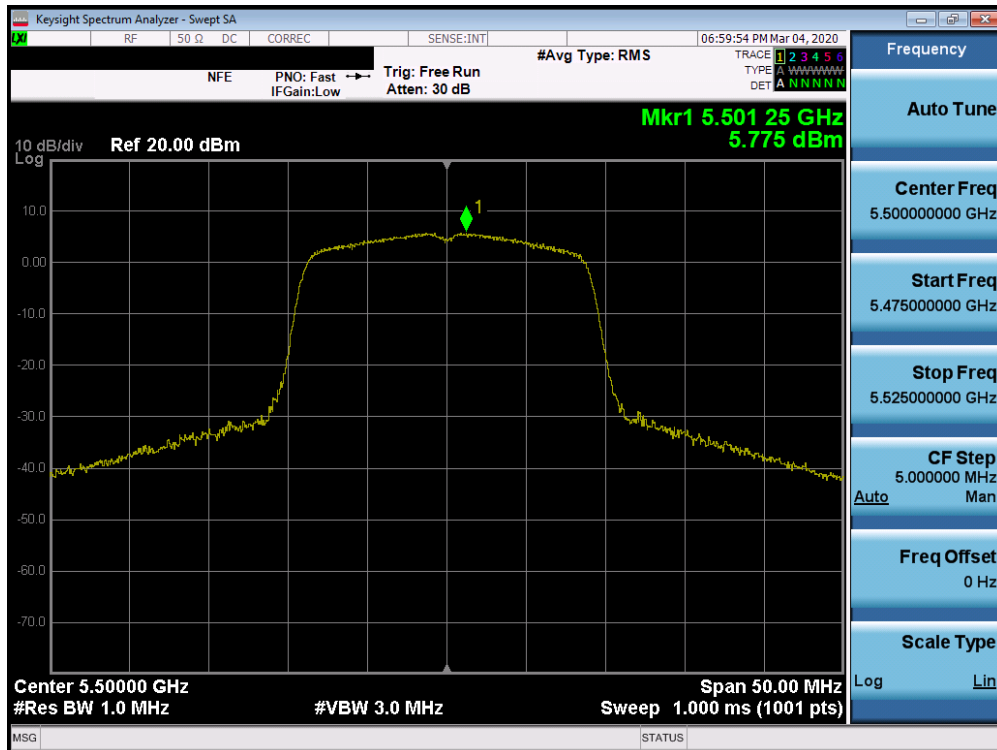 Keysight Spectrum Analyzer - Swept SA
LXI RF 50 Ω DC CORREC SENSE:INT 06:59:54 PM Mar 04, 2020
#Avg Type: RMS
TRACE 1 2 3 4 5 6
NFE PNO: Fast Trig: Free Run TYPE A WWWWWW
IFGain:Low Atten: 30 dB DET A N N N N N
Mkr1 5.501 25 GHz
5.775 dBm
10 dB/div Ref 20.00 dBm
Log
10.0
0.00
-10.0
-20.0
-30.0
-40.0
-50.0
-60.0
-70.0
1
Center 5.50000 GHz Span 50.00 MHz
#Res BW 1.0 MHz #VBW 3.0 MHz Sweep 1.000 ms (1001 pts)
MSG STATUS
Frequency
Auto Tune
Center Freq
5.500000000 GHz
Start Freq
5.475000000 GHz
Stop Freq
5.525000000 GHz
CF Step
5.000000 MHz
Auto Man
Freq Offset
0 Hz
Scale Type
Log Lin